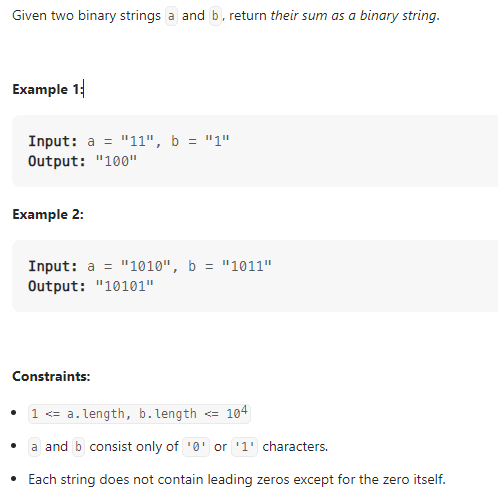 Given two binary strings a and b, return their sum as a binary string.
Example 1:
Input: a = "11", b = "1"
Output: "100"
Example 2:
Input: a = "1010", b = "1011"
Output: "10101"
Constraints:
• 1 <= a.length, b.length <= 10⁴
• a and b consist only of '0' or '1' characters.
• Each string does not contain leading zeros except for the zero itself.